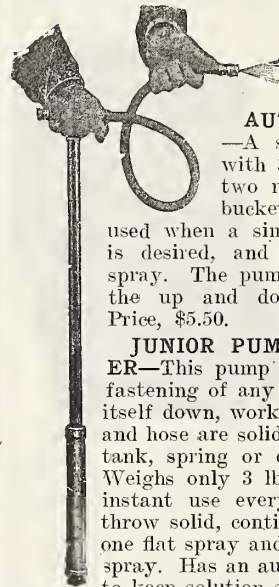 AU
—A s
with
two
bucke
used when a sin
is desired, and
spray. The pum
the up and do
Price, $5.50.
JUNIOR PUM
ER—This pump
fastening of any
itself down, work
and hose are solid
tank, spring or
Weighs only 3 lb
instant use ever
throw solid, conti
one flat spray and
spray. Has an au
to keep solution